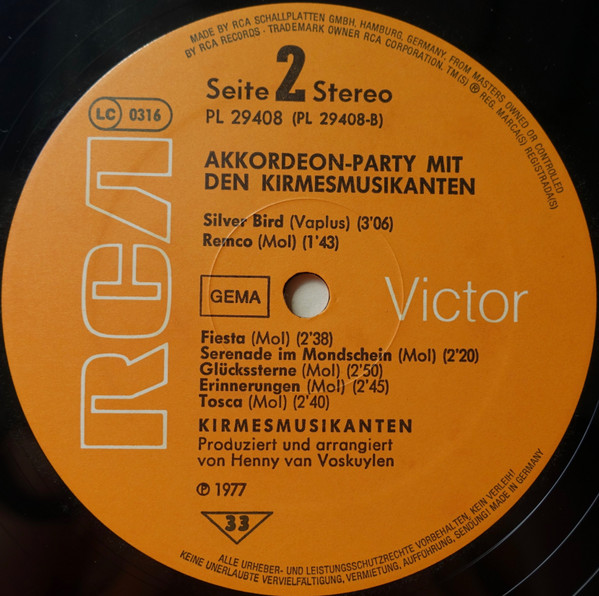 MADE BY RCA SCHALLPLATTEN GMBH, HAMBURG, GERMANY, FROM MASTERS OWNED OR CONTROLLED
BY RCA RECORDS · TRADEMARK OWNER RCA CORPORATION. TM(S) ® REG. MARCA(S) REGISTRADA(S)
Seite 2 Stereo
PL 29408 (PL 29408-B)
LC 0316
AKKORDEON-PARTY MIT
DEN KIRMESMUSIKANTEN
Silver Bird (Vaplus) (3'06)
Remco (Mol) (1'43)
GEMA
RCA
Victor
Fiesta (Mol) (2'38)
Serenade im Mondschein (Mol) (2'20)
Glückssterne (Mol) (2'50)
Erinnerungen (Mol) (2'45)
Tosca (Mol) (2'40)
KIRMESMUSIKANTEN
Produziert und arrangiert
von Henny van Voskuylen
℗ 1977
33
ALLE URHEBER- UND LEISTUNGSSCHUTZRECHTE VORBEHALTEN, KEIN VERLEIH!
KEINE UNERLAUBTE VERVIELFÄLTIGUNG, VERMIETUNG, AUFFÜHRUNG, SENDUNG! MADE IN GERMANY